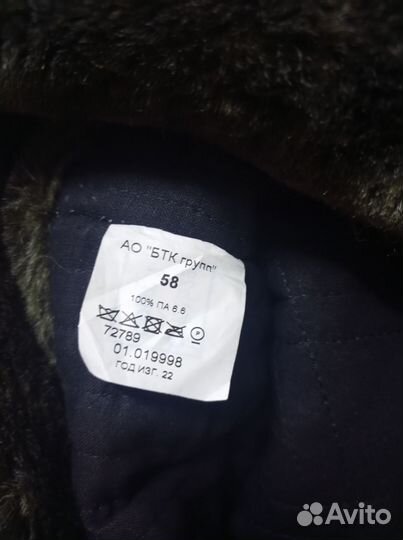 АО "БТК групп"
58
100% ПА 6.6
P
72789
01.019998
ГОД ИЗГ. 22
Avito